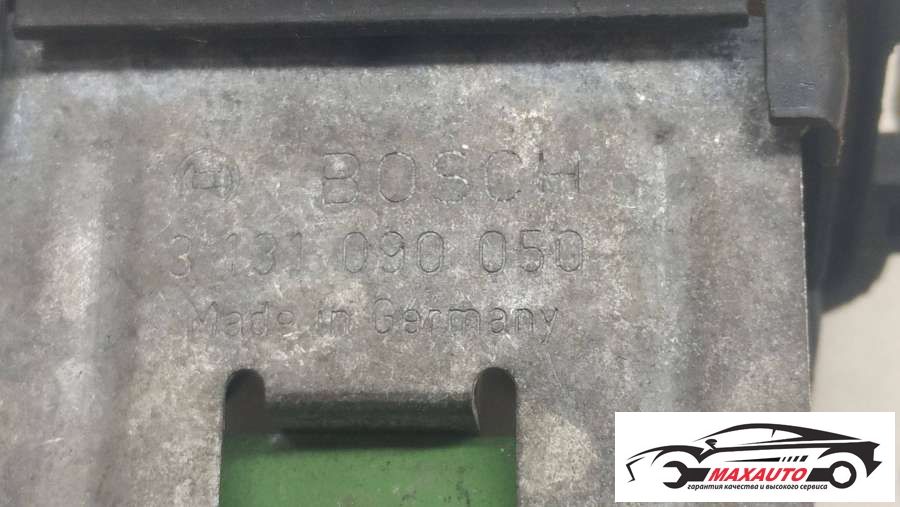 BOSCH
3 131 090 050
Made in Germany
MAXAUTO
гарантия качества и высокого сервиса